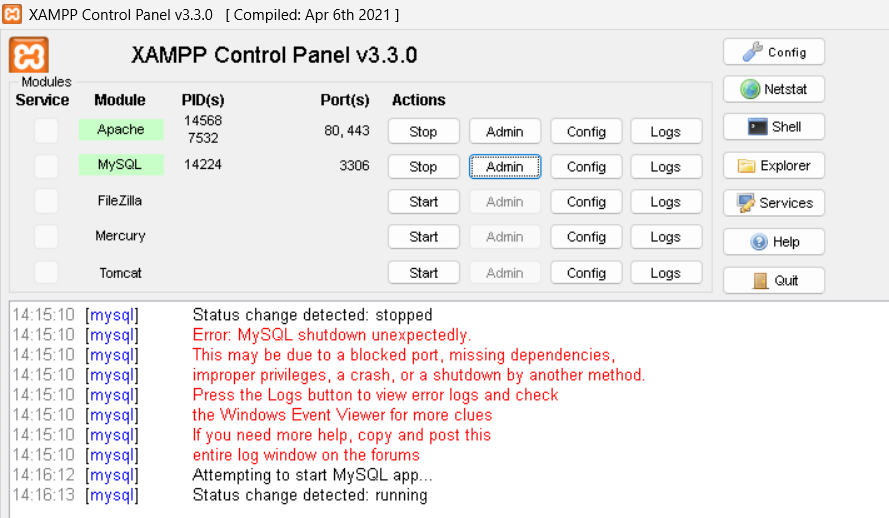 XAMPP Control Panel v3.3.0 [ Compiled: Apr 6th 2021 ]
XAMPP Control Panel v3.3.0
Config
Modules
Service Module PID(s) Port(s) Actions
Netstat
Apache 14568 7532 80, 443 Stop Admin Config Logs
Shell
MySQL 14224 3306 Stop Admin Config Logs
Explorer
FileZilla Start Admin Config Logs
Services
Mercury Start Admin Config Logs
Help
Tomcat Start Admin Config Logs
Quit
14:15:10 [mysql] Status change detected: stopped
14:15:10 [mysql] Error: MySQL shutdown unexpectedly.
14:15:10 [mysql] This may be due to a blocked port, missing dependencies,
14:15:10 [mysql] improper privileges, a crash, or a shutdown by another method.
14:15:10 [mysql] Press the Logs button to view error logs and check
14:15:10 [mysql] the Windows Event Viewer for more clues
14:15:10 [mysql] If you need more help, copy and post this
14:15:10 [mysql] entire log window on the forums
14:16:12 [mysql] Attempting to start MySQL app...
14:16:13 [mysql] Status change detected: running